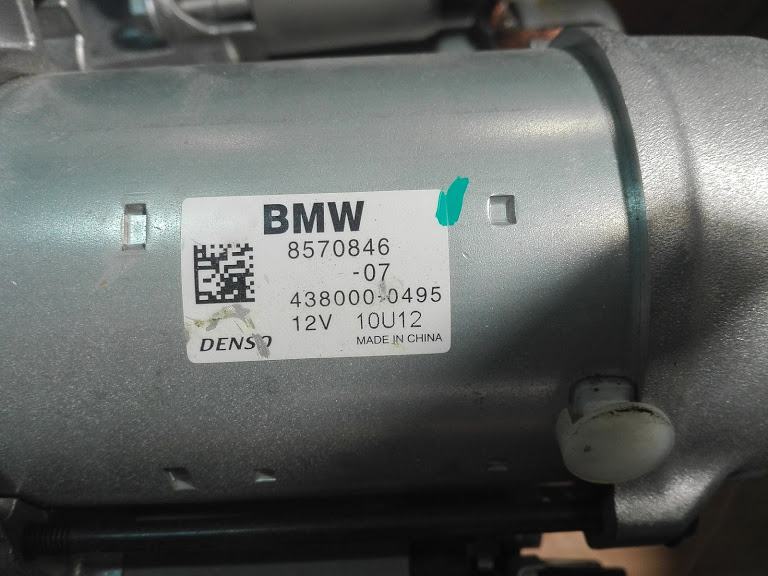 BMW
8570846
-07
438000-0495
12V 10U12
DENSO
MADE IN CHINA